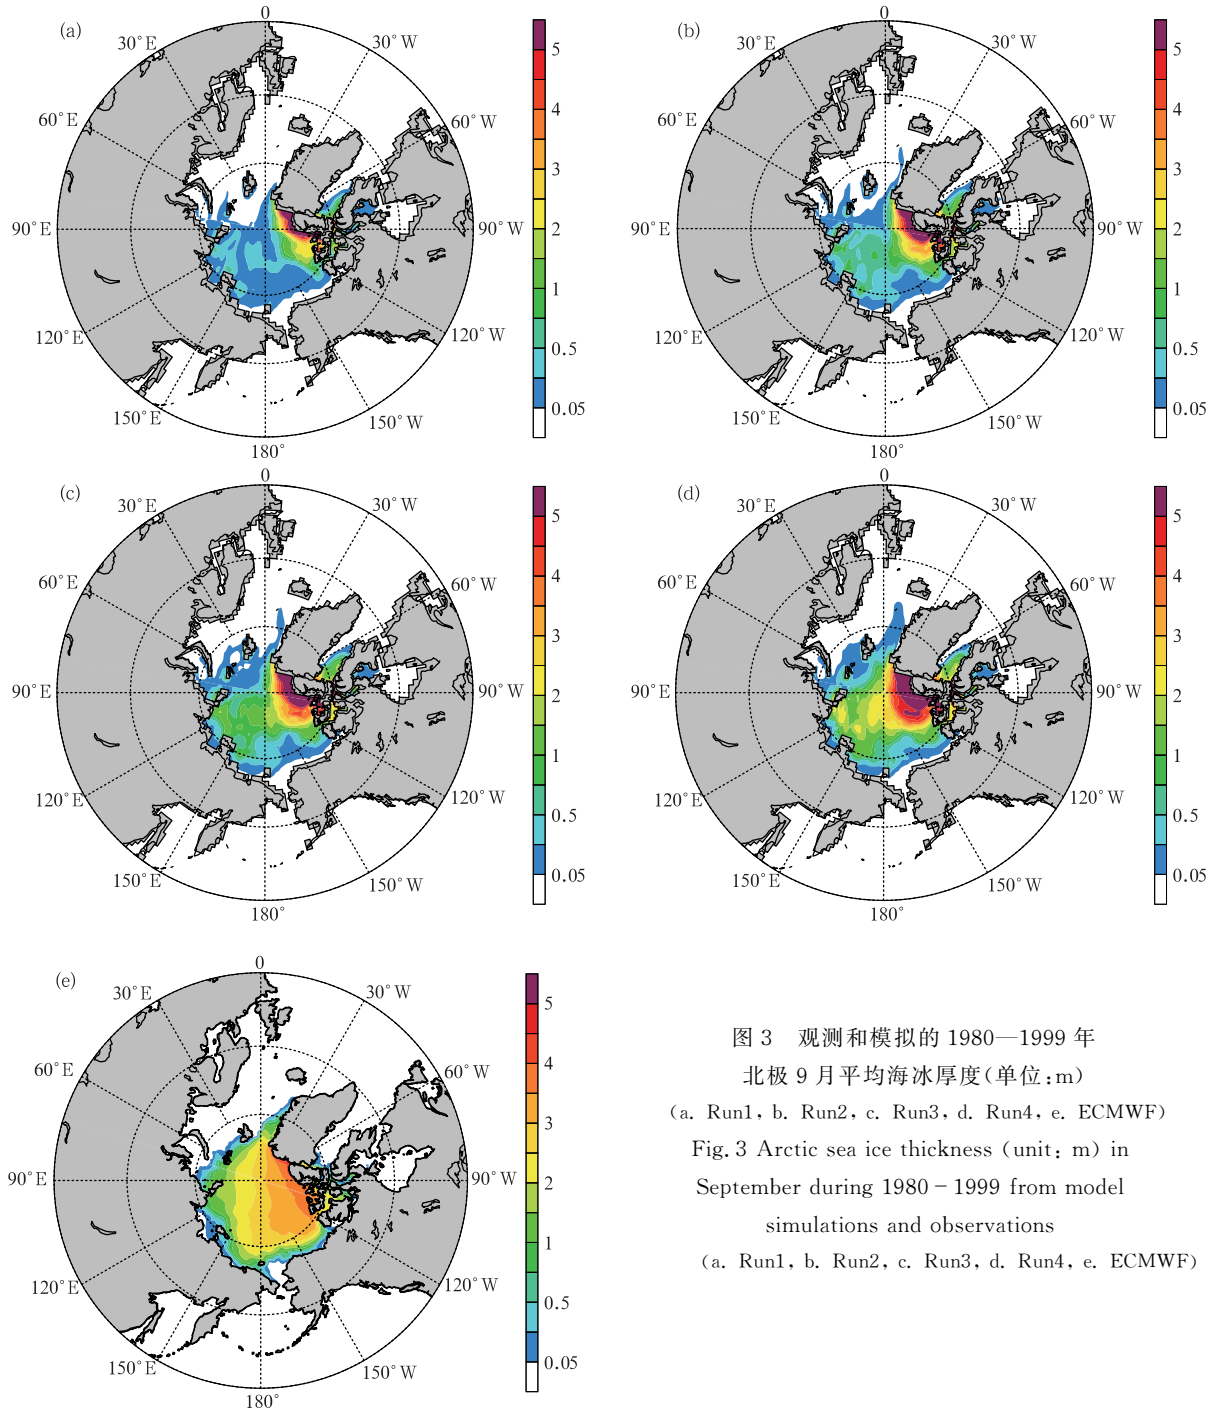 (a)
0
30°E
30°W
60°E
60°W
90°E
90°W
120°E
120°W
150°E
150°W
180°
5
4
3
2
1
0.5
0.05
(b)
0
30°E
30°W
60°E
60°W
90°E
90°W
120°E
120°W
150°E
150°W
180°
5
4
3
2
1
0.5
0.05
(c)
0
30°E
30°W
60°E
60°W
90°E
90°W
120°E
120°W
150°E
150°W
180°
5
4
3
2
1
0.5
0.05
(d)
0
30°E
30°W
60°E
60°W
90°E
90°W
120°E
120°W
150°E
150°W
180°
5
4
3
2
1
0.5
0.05
(e)
0
30°E
30°W
60°E
60°W
90°E
90°W
120°E
120°W
150°E
150°W
180°
5
4
3
2
1
0.5
0.05
图 3 观测和模拟的 1980—1999 年
北极 9 月平均海冰厚度(单位:m)
(a. Run1, b. Run2, c. Run3, d. Run4, e. ECMWF)
Fig. 3 Arctic sea ice thickness (unit: m) in
September during 1980 – 1999 from model
simulations and observations
(a. Run1, b. Run2, c. Run3, d. Run4, e. ECMWF)